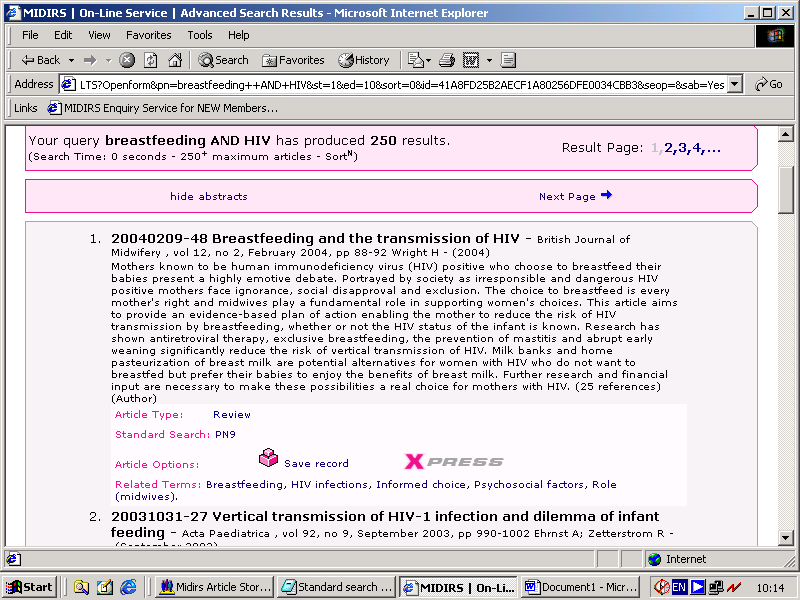 MIDIRS | On-Line Service | Advanced Search Results - Microsoft Internet Explorer
File Edit View Favorites Tools Help
Back Search Favorites History
Address LTS?Openform&pn=breastfeeding++AND+HIV&st=1&ed=10&sort=0&id=41A8FD25B2AECF1A80256DFE0034CBB3&seop=&sab=Yes Go
Links MIDIRS Enquiry Service for NEW Members...
Your query breastfeeding AND HIV has produced 250 results.
(Search Time: 0 seconds - 250+ maximum articles - SortN)
Result Page: 1,2,3,4,...
hide abstracts Next Page
1. 20040209-48 Breastfeeding and the transmission of HIV - British Journal of
Midwifery , vol 12, no 2, February 2004, pp 88-92 Wright H - (2004)
Mothers known to be human immunodeficiency virus (HIV) positive who choose to breastfeed their
babies present a highly emotive debate. Portrayed by society as irresponsible and dangerous HIV
positive mothers face ignorance, social disapproval and exclusion. The choice to breastfeed is every
mother's right and midwives play a fundamental role in supporting women's choices. This article aims
to provide an evidence-based plan of action enabling the mother to reduce the risk of HIV
transmission by breastfeeding, whether or not the HIV status of the infant is known. Research has
shown antiretroviral therapy, exclusive breastfeeding, the prevention of mastitis and abrupt early
weaning significantly reduce the risk of vertical transmission of HIV. Milk banks and home
pasteurization of breast milk are potential alternatives for women with HIV who do not want to
breastfed but prefer their babies to enjoy the benefits of breast milk. Further research and financial
input are necessary to make these possibilities a real choice for mothers with HIV. (25 references)
(Author)
Article Type: Review
Standard Search: PN9
Article Options: Save record XPRESS
Related Terms: Breastfeeding, HIV infections, Informed choice, Psychosocial factors, Role
(midwives).
2. 20031031-27 Vertical transmission of HIV-1 infection and dilemma of infant
feeding - Acta Paediatrica , vol 92, no 9, September 2003, pp 990-1002 Ehrnst A; Zetterstrom R -
(September 2003)
Internet
Start Midirs Article Stor... Standard search ... MIDIRS | On-Li... Document1 - Micr... EN 10:14